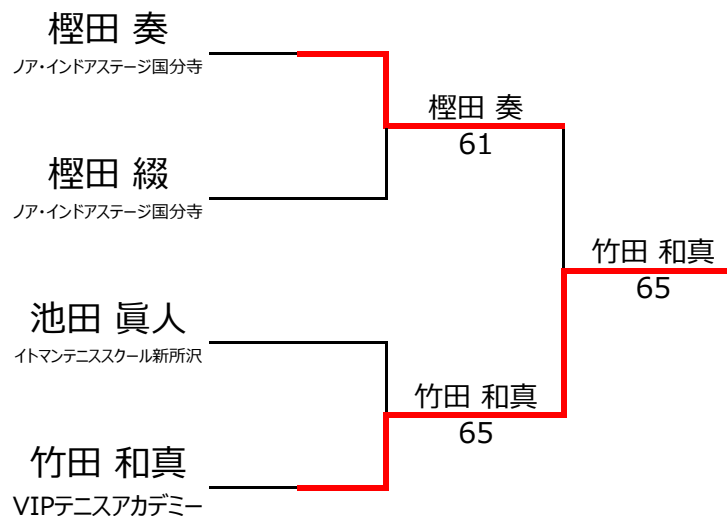 樫田 奏
ノア・インドアステージ国分寺
樫田 奏
61
樫田 綴
ノア・インドアステージ国分寺
竹田 和真
65
池田 眞人
イトマンテニススクール新所沢
竹田 和真
65
竹田 和真
VIPテニスアカデミー